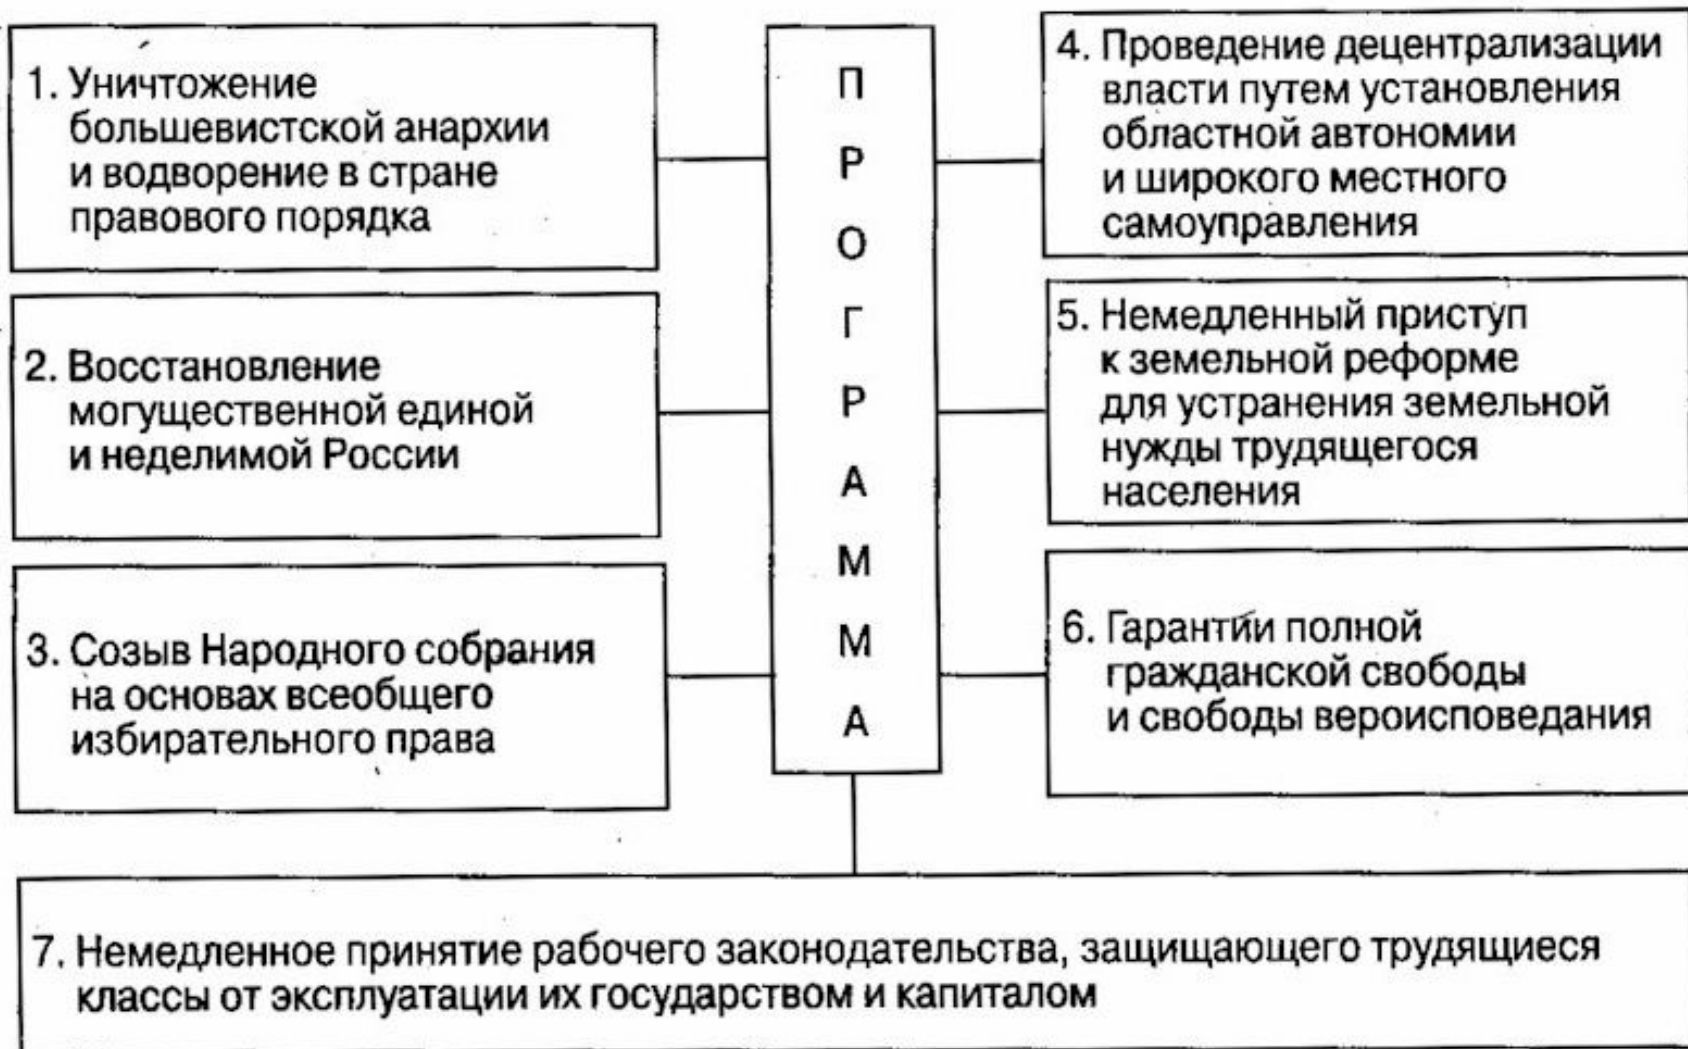 1. Уничтожение
большевистской анархии
и водворение в стране
правового порядка
2. Восстановление
могущественной единой
и неделимой России
3. Созыв Народного собрания
на основах всеобщего
избирательного права
П
Р
О
Г
Р
А
М
М
А
4. Проведение децентрализации
власти путем установления
областной автономии
и широкого местного
самоуправления
5. Немедленный приступ
к земельной реформе
для устранения земельной
нужды трудящегося
населения
6. Гарантии полной
гражданской свободы
и свободы вероисповедания
7. Немедленное принятие рабочего законодательства, защищающего трудящиеся
классы от эксплуатации их государством и капиталом